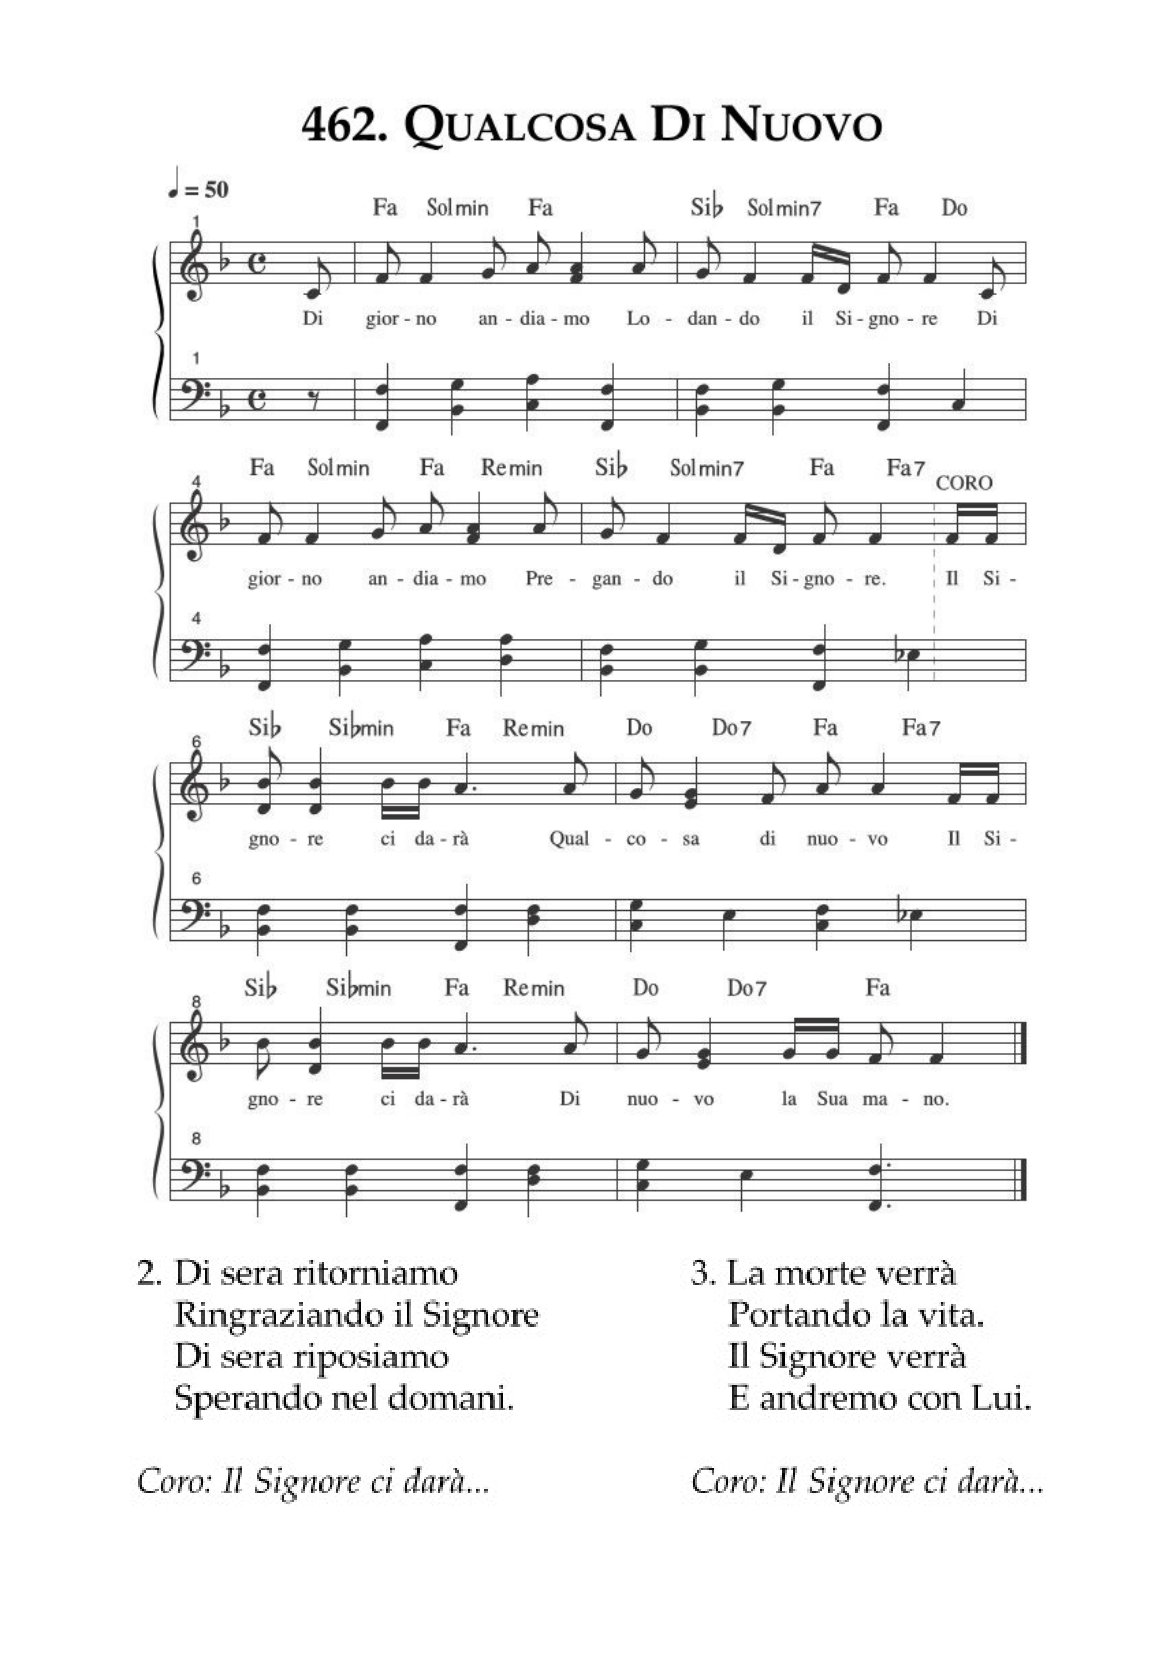 462. QUALCOSA DI NUOVO
♩ = 50
Fa Solmin Fa Si♭ Solmin7 Fa Do
1
Di gior - no an - dia - mo Lo - dan - do il Si - gno - re Di
1
Fa Solmin Fa Remin Si♭ Solmin7 Fa Fa7
4 CORO
gior - no an - dia - mo Pre - gan - do il Si - gno - re. Il Si -
4
Si♭ Si♭min Fa Remin Do Do7 Fa Fa7
6
gno - re ci da - rà Qual - co - sa di nuo - vo Il Si -
6
Si♭ Si♭min Fa Remin Do Do7 Fa
8
gno - re ci da - rà Di nuo - vo la Sua ma - no.
8
2. Di sera ritorniamo
Ringraziando il Signore
Di sera riposiamo
Sperando nel domani.
Coro: Il Signore ci darà...
3. La morte verrà
Portando la vita.
Il Signore verrà
E andremo con Lui.
Coro: Il Signore ci darà...